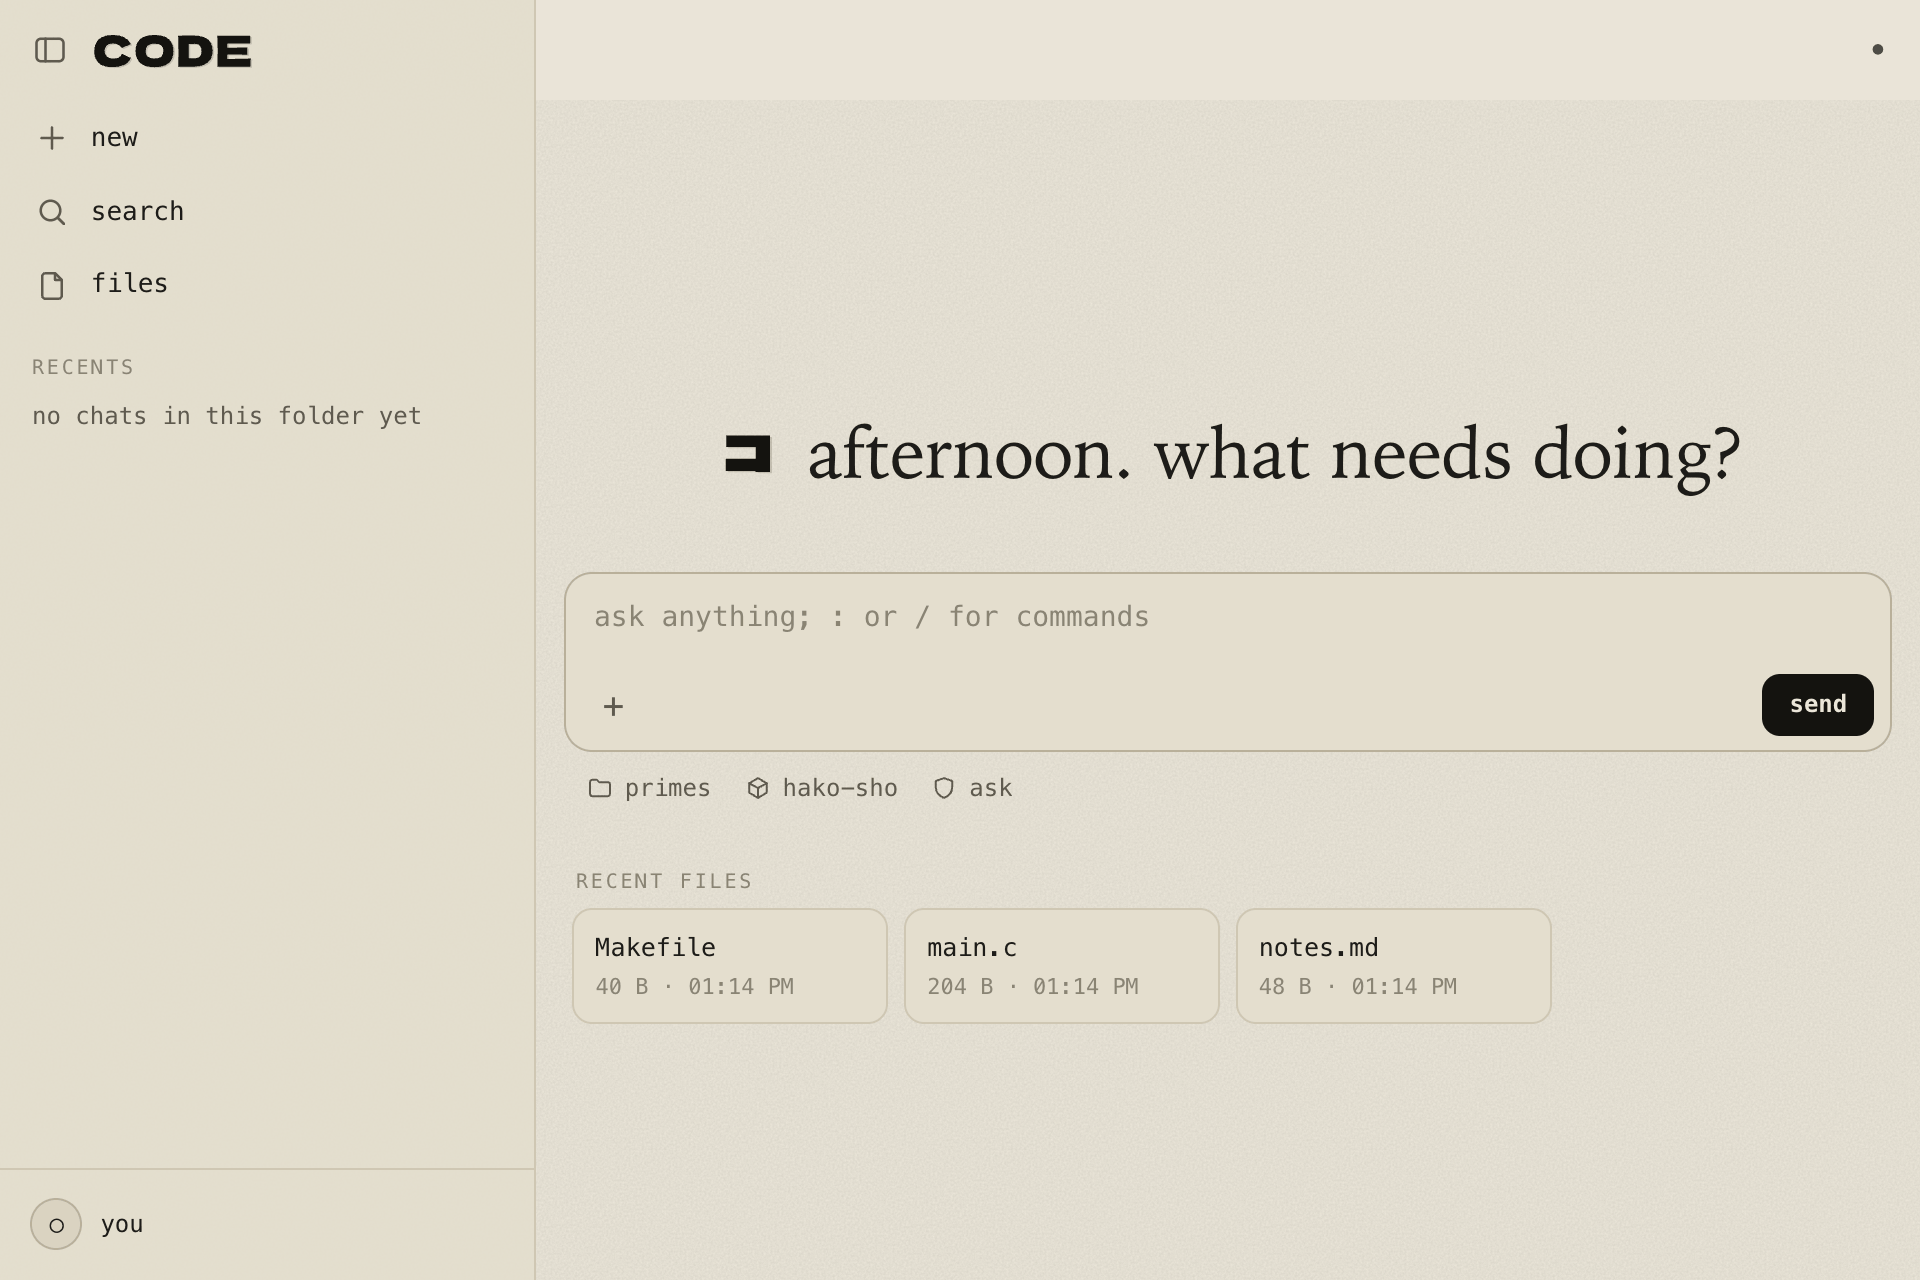 CODE
new
search
files
RECENTS
no chats in this folder yet
afternoon. what needs doing?
ask anything; : or / for commands
send
primes
hako-sho
ask
RECENT FILES
Makefile
40 B · 01:14 PM
main.c
204 B · 01:14 PM
notes.md
48 B · 01:14 PM
you